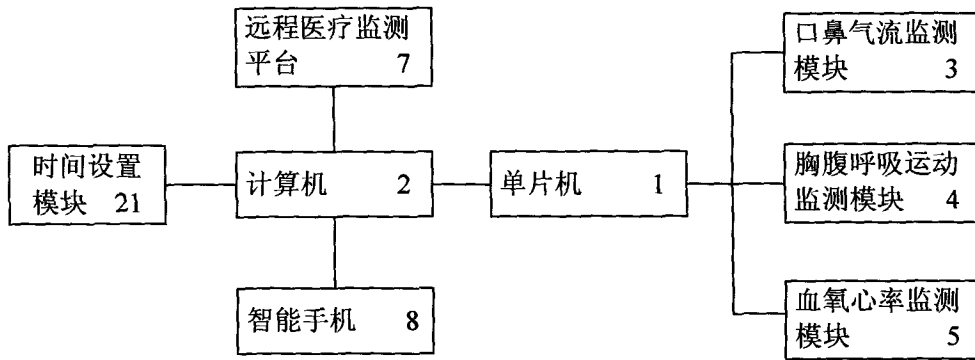 远程医疗监测
平台 7
时间设置
模块 21
计算机 2
智能手机 8
单片机 1
口鼻气流监测
模块 3
胸腹呼吸运动
监测模块 4
血氧心率监测
模块 5